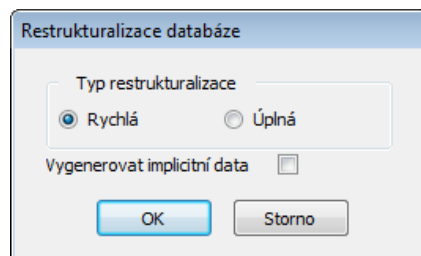 Restrukturalizace databáze
Typ restrukturalizace
Rychlá Úplná
Vygenerovat implicitní data
OK Storno